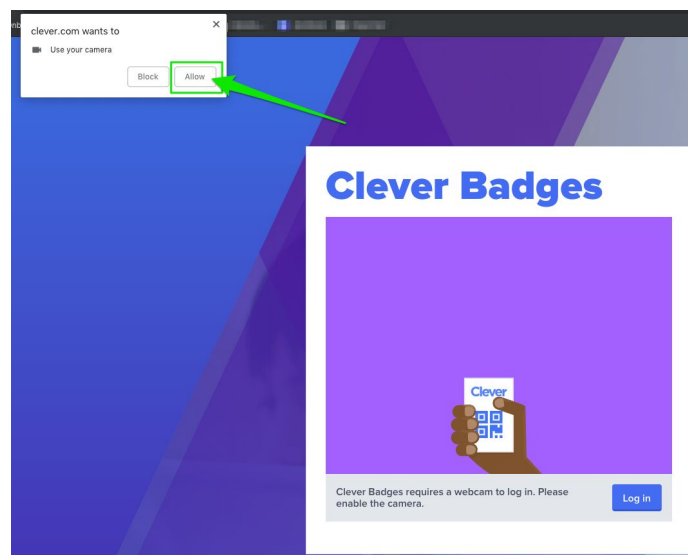 clever.com wants to
Use your camera
Block
Allow
Clever Badges
Clever
Clever Badges requires a webcam to log in. Please
enable the camera.
Log in